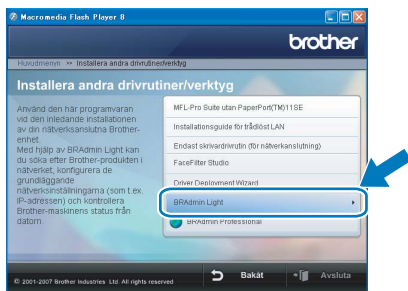 Macromedia Flash Player 8
brother
Huvudmenyn >> Installera andra drivrutiner/verktyg
Installera andra drivrutiner/verktyg
Använd den här programvaran
vid den inledande installationen
av din nätverksanslutna Brother-
enhet
Med hjälp av BRAdmin Light kan
du söka efter Brother-produkten i
nätverket, konfigurera de
grundläggande
nätverksinställningarna (som t.ex.
IP-adressen) och kontrollera
Brother-maskinens status från
datorn.
MFL-Pro Suite utan PaperPort(TM)11SE
Installationsguide för trådlöst LAN
Endast skrivardrivrutin (för nätverkanslutning)
FaceFilter Studio
Driver Deployment Wizard
BRAdmin Light
BRAdmin Professional
© 2001-2007 Brother Industries Ltd. All rights reserved
Bakåt
Avsluta